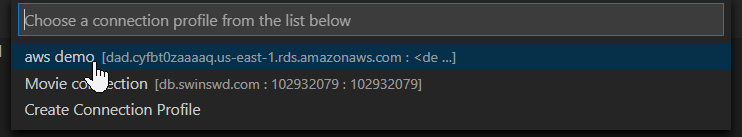 Choose a connection profile from the list below
aws demo [dad.cyfbt0zaaaaq.us-east-1.rds.amazonaws.com : <de ...]
Movie connection [db.swinswd.com : 102932079 : 102932079]
Create Connection Profile